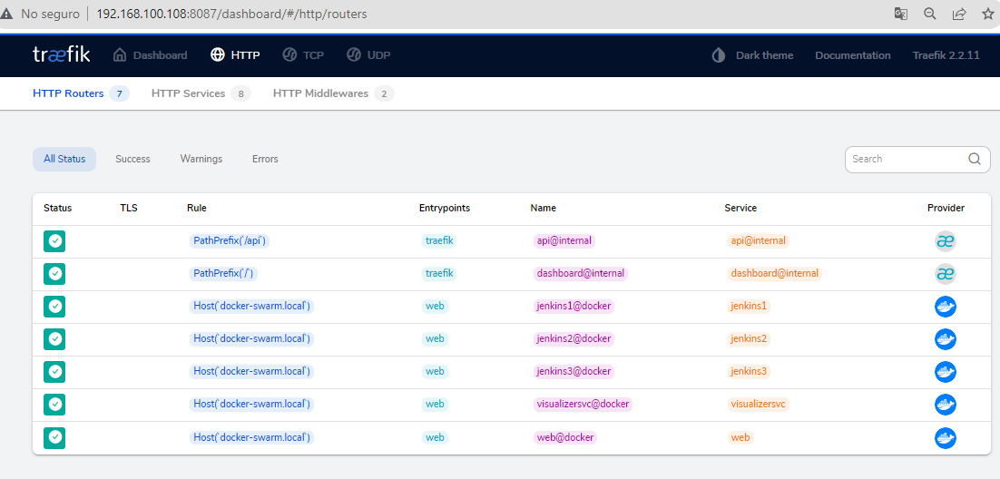 No seguro 192.168.100.108:8087/dashboard/#/http/routers
træfik Dashboard HTTP TCP UDP Dark theme Documentation Traefik 2.2.11
HTTP Routers 7 HTTP Services 8 HTTP Middlewares 2
All Status Success Warnings Errors Search
Status TLS Rule Entrypoints Name Service Provider
PathPrefix(`/api`) traefik api@internal api@internal æ
PathPrefix(`/`) traefik dashboard@internal dashboard@internal æ
Host(`docker-swarm.local`) web jenkins1@docker jenkins1
Host(`docker-swarm.local`) web jenkins2@docker jenkins2
Host(`docker-swarm.local`) web jenkins3@docker jenkins3
Host(`docker-swarm.local`) web visualizersvc@docker visualizersvc
Host(`docker-swarm.local`) web web@docker web